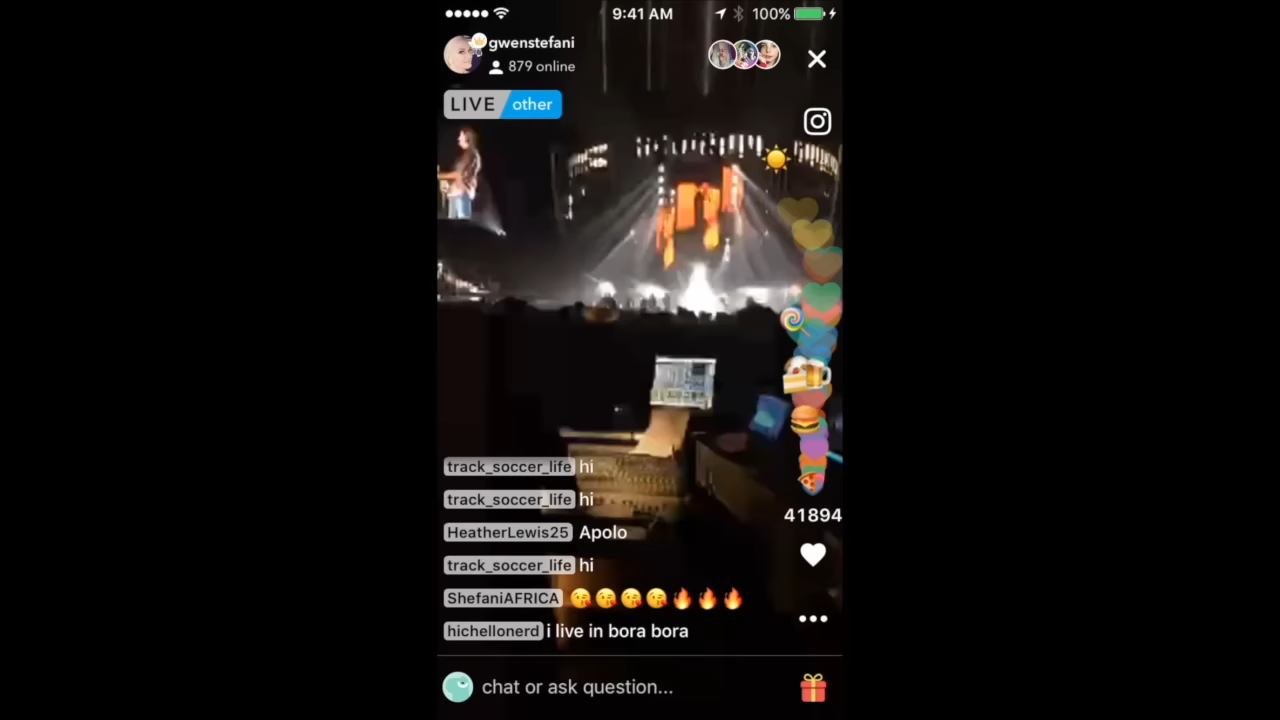 9:41 AM 100%
gwenstefani
879 online
LIVE other
track_soccer_life hi
track_soccer_life hi
HeatherLewis25 Apolo
track_soccer_life hi
ShefaniAFRICA 😘😘😘😘🔥🔥🔥
hichellonerd i live in bora bora
41894
chat or ask question...